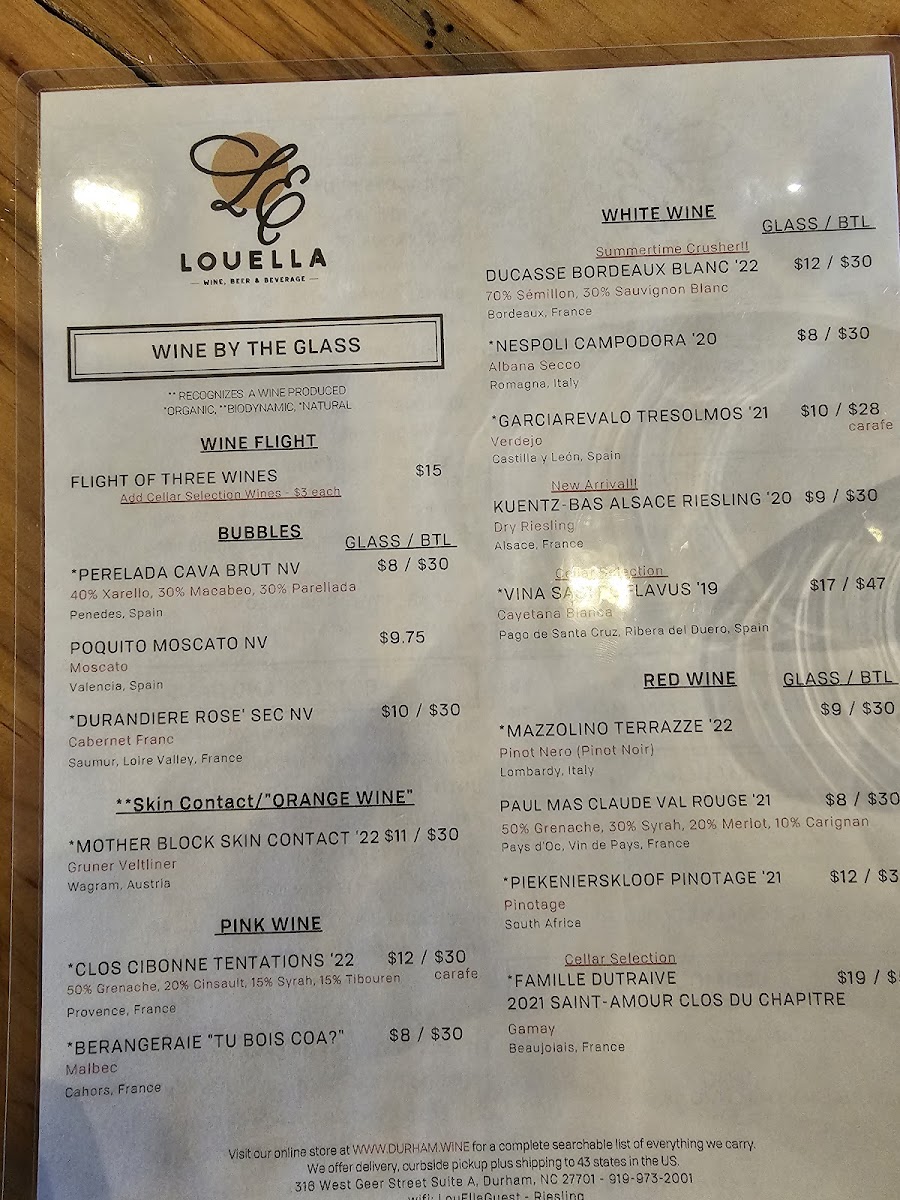 LE
LOUELLA
— WINE, BEER & BEVERAGE —
WINE BY THE GLASS
** RECOGNIZES A WINE PRODUCED
*ORGANIC, **BIODYNAMIC, *NATURAL
WINE FLIGHT
FLIGHT OF THREE WINES $15
Add Cellar Selection Wines - $3 each
BUBBLES
GLASS / BTL
*PERELADA CAVA BRUT NV $8 / $30
40% Xarello, 30% Macabeo, 30% Parellada
Penedes, Spain
POQUITO MOSCATO NV $9.75
Moscato
Valencia, Spain
*DURANDIERE ROSE' SEC NV $10 / $30
Cabernet Franc
Saumur, Loire Valley, France
**Skin Contact/"ORANGE WINE"
*MOTHER BLOCK SKIN CONTACT '22 $11 / $30
Gruner Veltliner
Wagram, Austria
PINK WINE
*CLOS CIBONNE TENTATIONS '22 $12 / $30
50% Grenache, 20% Cinsault, 15% Syrah, 15% Tibouren carafe
Provence, France
*BERANGERAIE "TU BOIS COA?" $8 / $30
Malbec
Cahors, France
WHITE WINE
GLASS / BTL
Summertime Crusher!!
DUCASSE BORDEAUX BLANC '22 $12 / $30
70% Sémillon, 30% Sauvignon Blanc
Bordeaux, France
*NESPOLI CAMPODORA '20 $8 / $30
Albana Secco
Romagna, Italy
*GARCIAREVALO TRESOLMOS '21 $10 / $28
carafe
Verdejo
Castilla y León, Spain
New Arrival!!
KUENTZ-BAS ALSACE RIESLING '20 $9 / $30
Dry Riesling
Alsace, France
Cellar Selection
*VINA FLAVUS '19 $17 / $47
Cayetana Blanca
Pago de Santa Cruz, Ribera del Duero, Spain
RED WINE GLASS / BTL
$9 / $30
*MAZZOLINO TERRAZZE '22
Pinot Nero (Pinot Noir)
Lombardy, Italy
PAUL MAS CLAUDE VAL ROUGE '21 $8 / $30
50% Grenache, 30% Syrah, 20% Merlot, 10% Carignan
Pays d'Oc, Vin de Pays, France
*PIEKENIERSKLOOF PINOTAGE '21 $12 / $3
Pinotage
South Africa
Cellar Selection
*FAMILLE DUTRAIVE $19 / $
2021 SAINT-AMOUR CLOS DU CHAPITRE
Gamay
Beaujolais, France
Visit our online store at WWW.DURHAM.WINE for a complete searchable list of everything we carry.
We offer delivery, curbside pickup plus shipping to 43 states in the US.
316 West Geer Street Suite A, Durham, NC 27701 - 919-973-2001
wifi: LouEllaGuest - Riesling